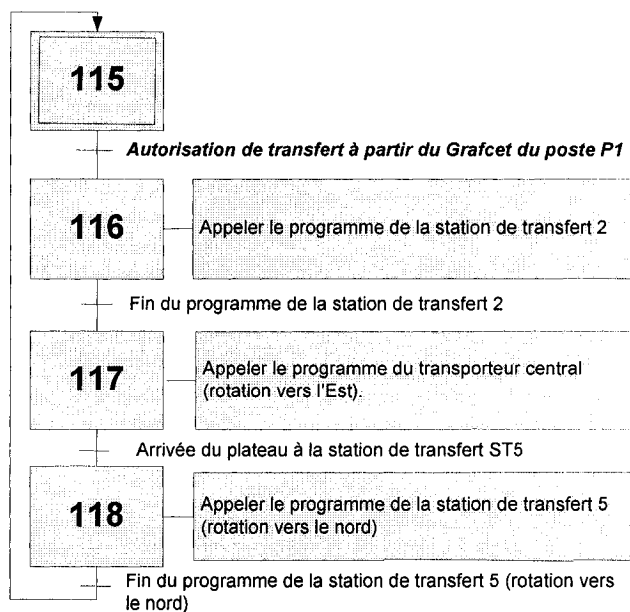 115
Autorisation de transfert à partir du Grafcet du poste P1
116
Appeler le programme de la station de transfert 2
Fin du programme de la station de transfert 2
117
Appeler le programme du transporteur central
(rotation vers l'Est).
Arrivée du plateau à la station de transfert ST5
118
Appeler le programme de la station de transfert 5
(rotation vers le nord)
Fin du programme de la station de transfert 5 (rotation vers
le nord)